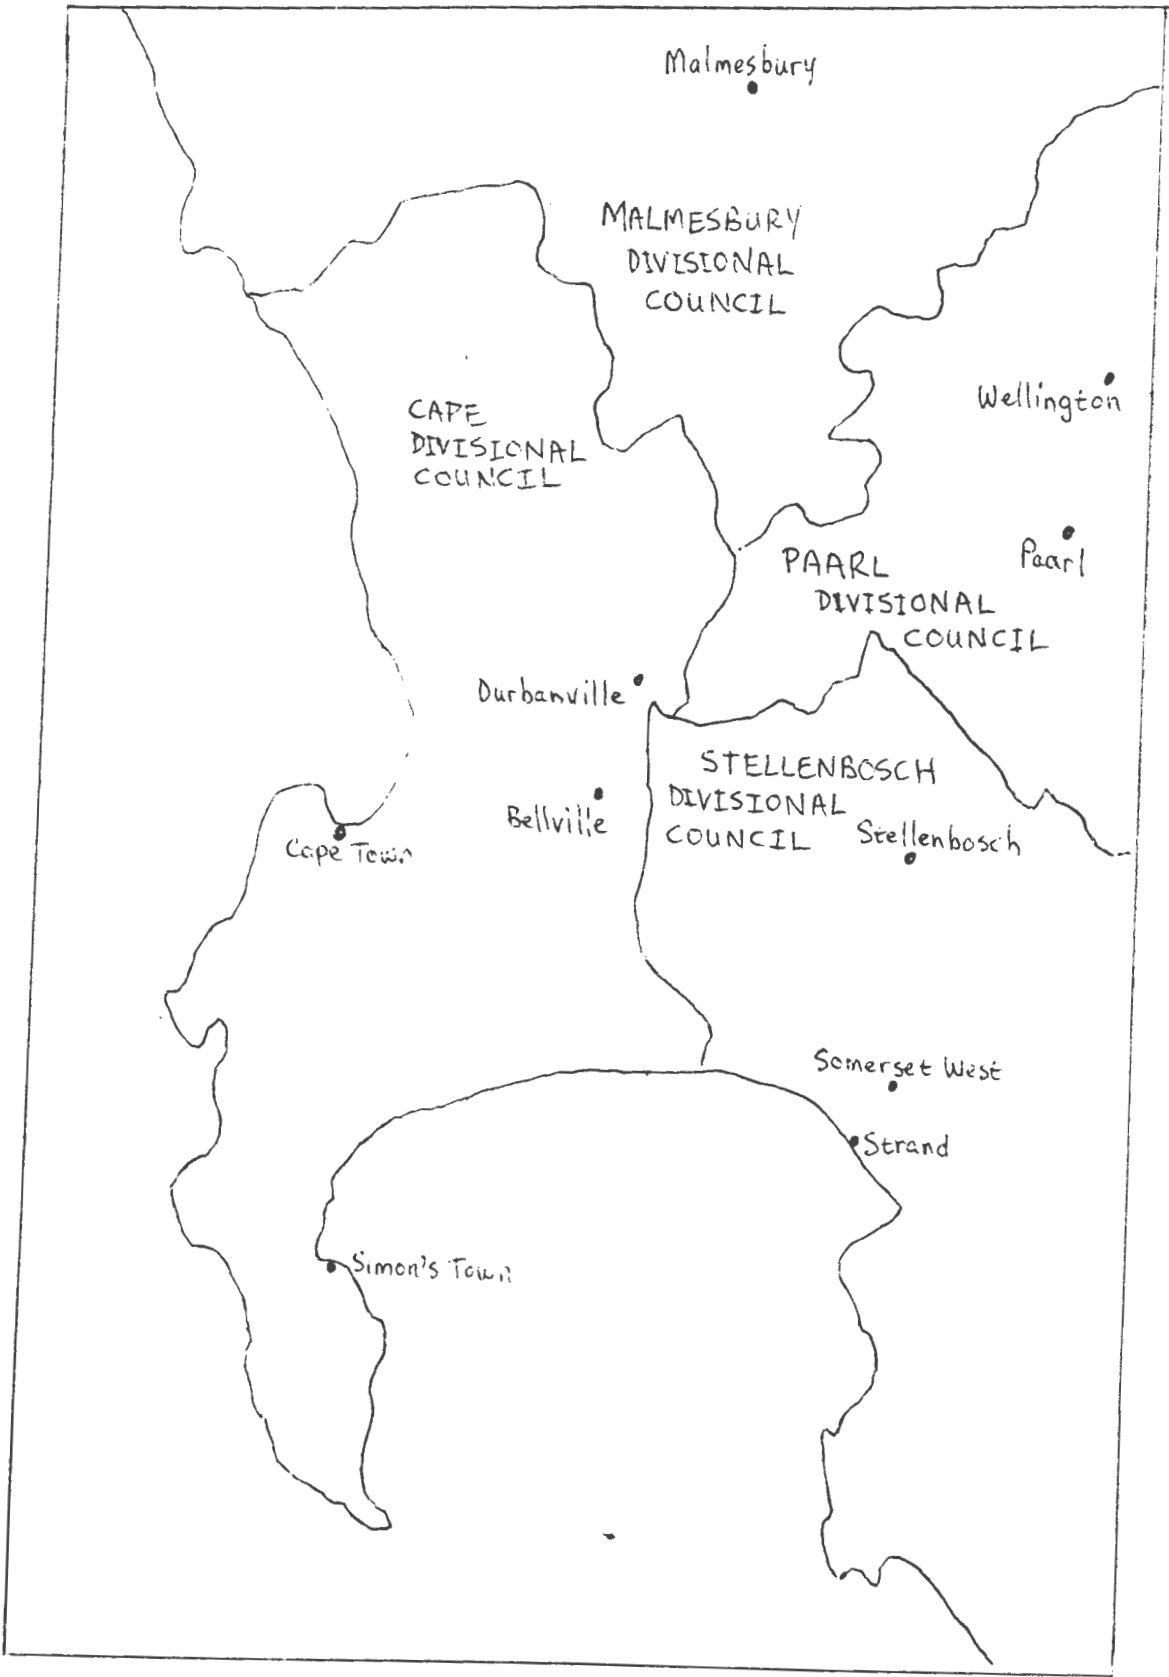 Malmesbury
MALMESBURY
DIVISIONAL
COUNCIL
Wellington
CAPE
DIVISIONAL
COUNCIL
Paarl
PAARL
DIVISIONAL
COUNCIL
Durbanville
STELLENBOSCH
DIVISIONAL
COUNCIL
Bellville
Stellenbosch
Cape Town
Somerset West
Strand
Simon's Town